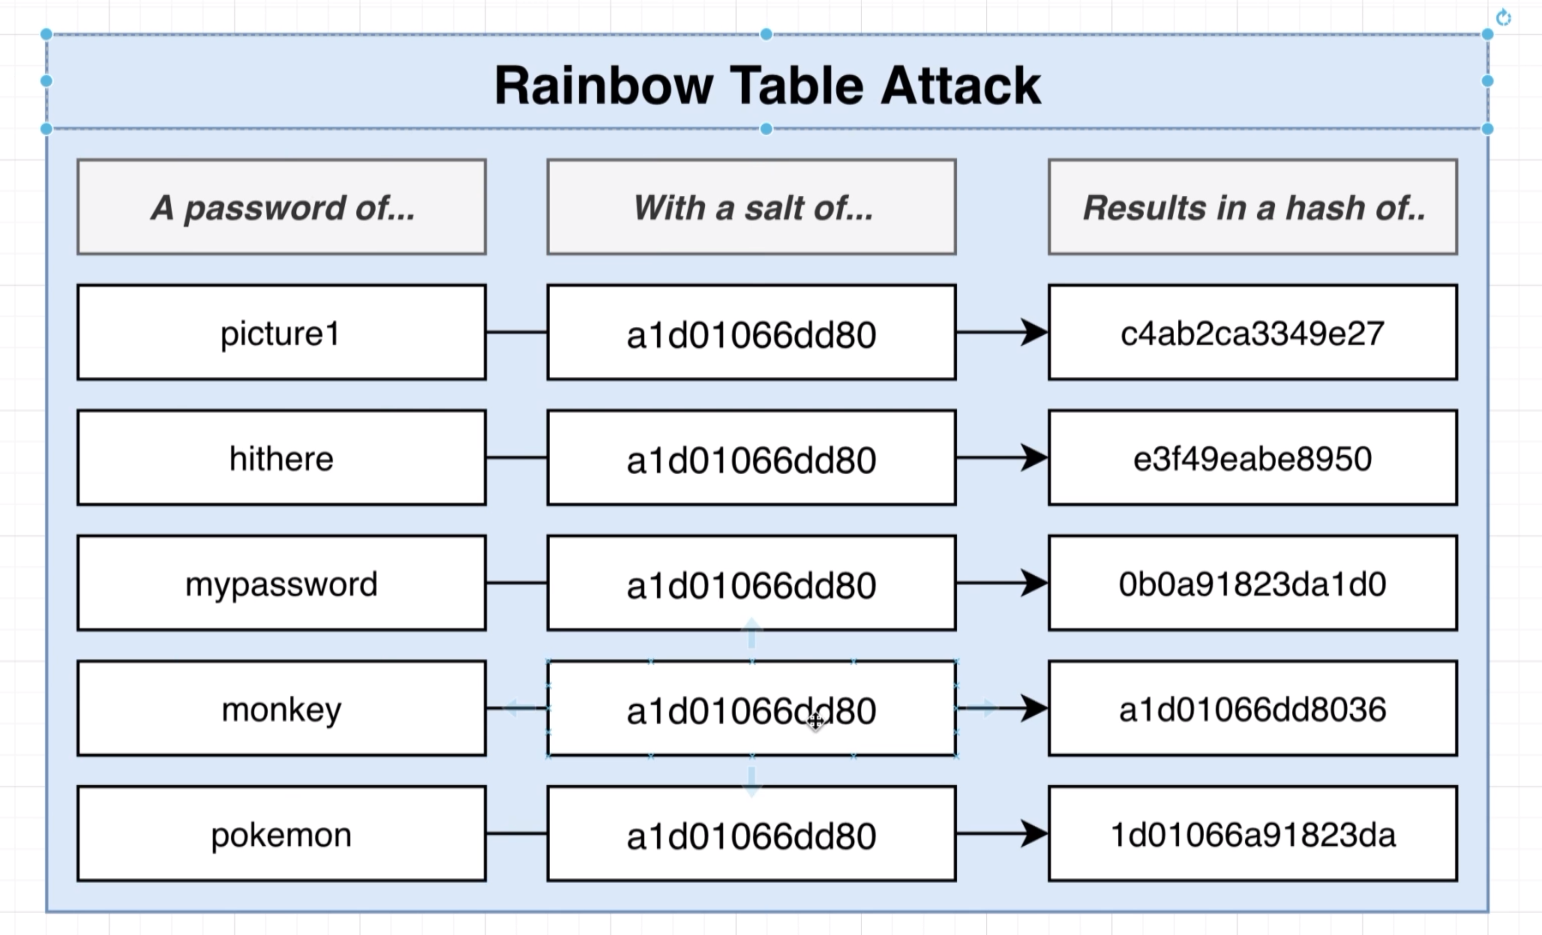 Rainbow Table Attack
A password of...
With a salt of...
Results in a hash of..
picture1
a1d01066dd80
c4ab2ca3349e27
hithere
a1d01066dd80
e3f49eabe8950
mypassword
a1d01066dd80
0b0a91823da1d0
monkey
a1d01066dd80
a1d01066dd8036
pokemon
a1d01066dd80
1d01066a91823da